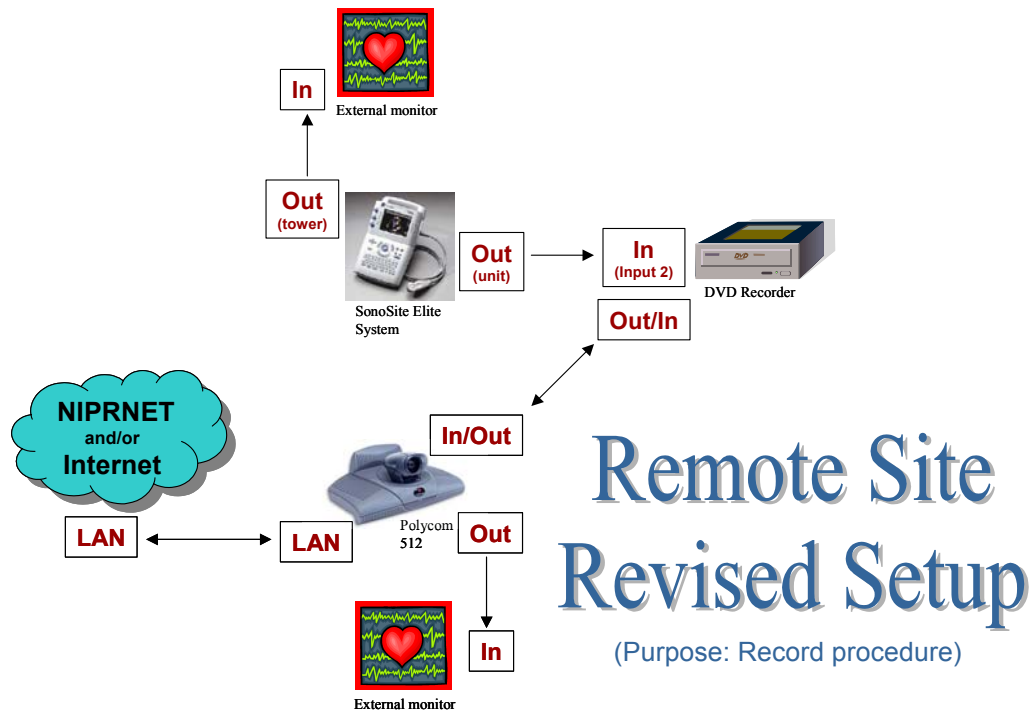 In
External monitor
Out
(tower)
SonoSite Elite
System
Out
(unit)
In
(Input 2)
DVD
DVD Recorder
Out/In
NIPRNET
and/or
Internet
LAN
LAN
In/Out
Polycom
512
Out
In
External monitor
Remote Site
Revised Setup
(Purpose: Record procedure)